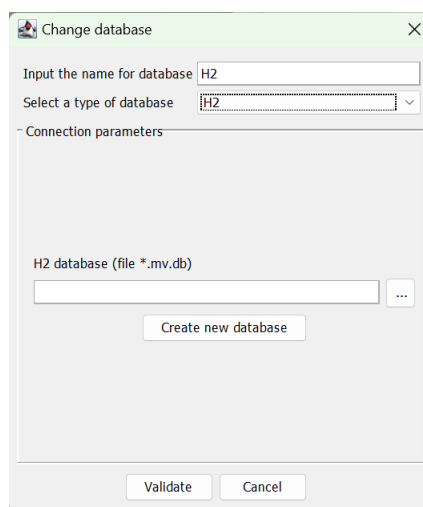 Change database
Input the name for database H2
Select a type of database H2
Connection parameters
H2 database (file *.mv.db)
...
Create new database
Validate Cancel